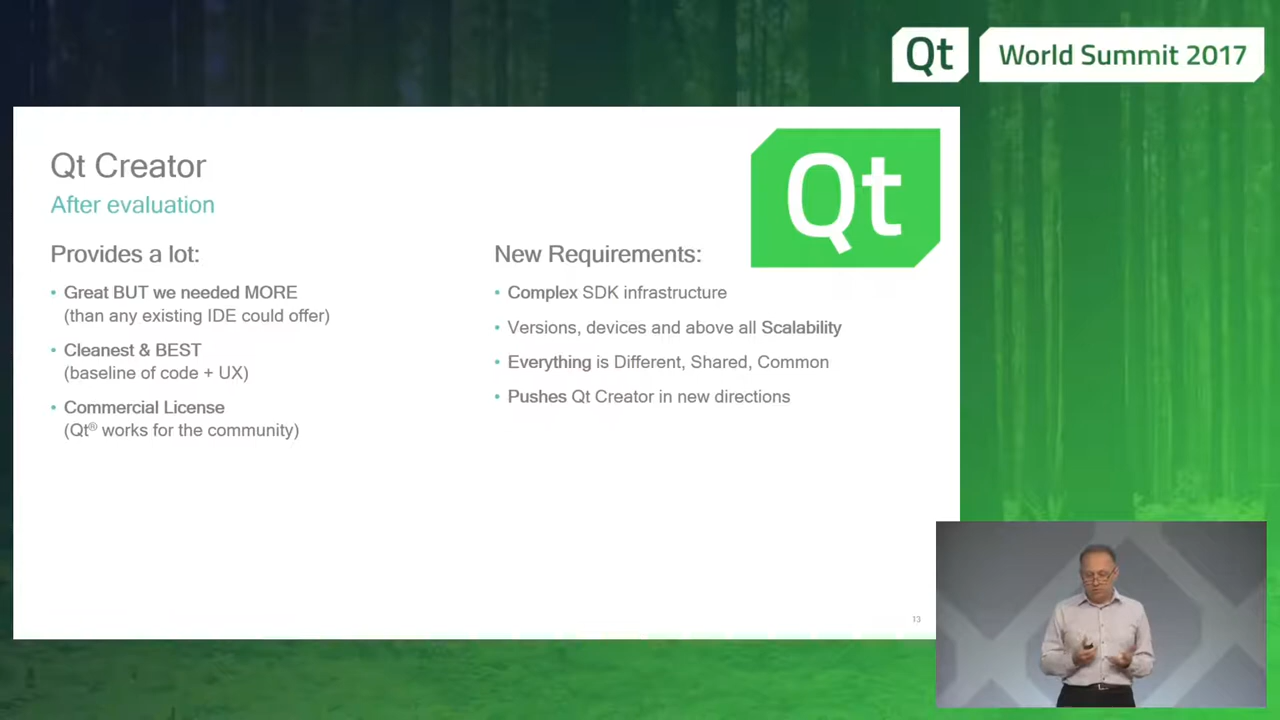 Qt World Summit 2017
Qt Creator
After evaluation
Qt
Provides a lot:
• Great BUT we needed MORE
(than any existing IDE could offer)
• Cleanest & BEST
(baseline of code + UX)
• Commercial License
(Qt® works for the community)
New Requirements:
• Complex SDK infrastructure
• Versions, devices and above all Scalability
• Everything is Different, Shared, Common
• Pushes Qt Creator in new directions
13